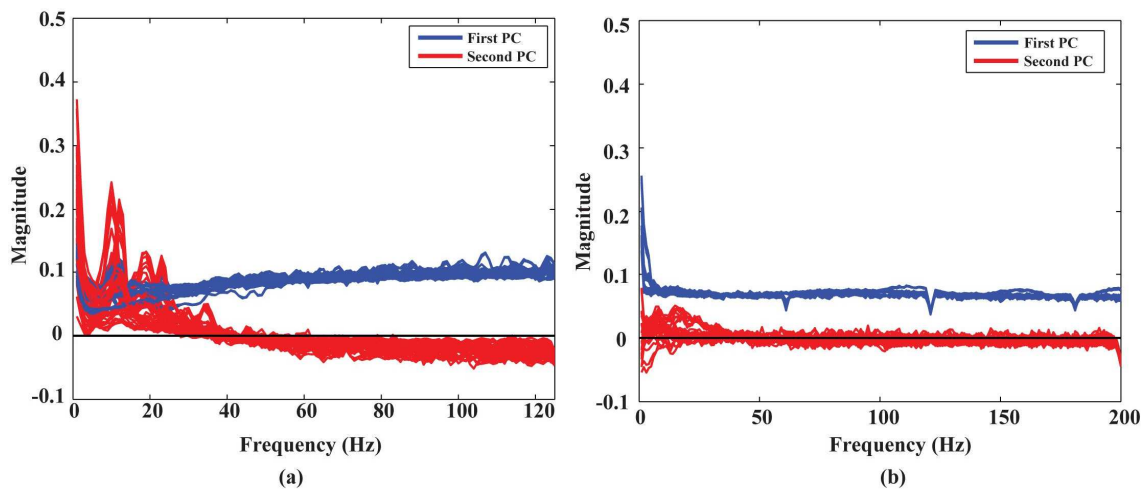 0.5
0.4
0.3
0.2
0.1
0
-0.1
Magnitude
First PC
Second PC
0 20 40 60 80 100 120
Frequency (Hz)
(a)
0.5
0.4
0.3
0.2
0.1
0
-0.1
Magnitude
First PC
Second PC
0 50 100 150 200
Frequency (Hz)
(b)